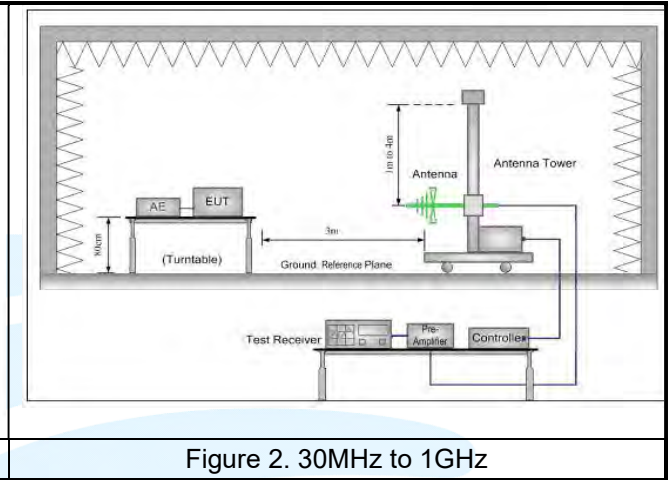 1m to 4m
Antenna
Antenna Tower
AE
EUT
80cm
(Turntable)
3m
Ground Reference Plane
Test Receiver
Pre-
Amplifier
Controller
Figure 2. 30MHz to 1GHz